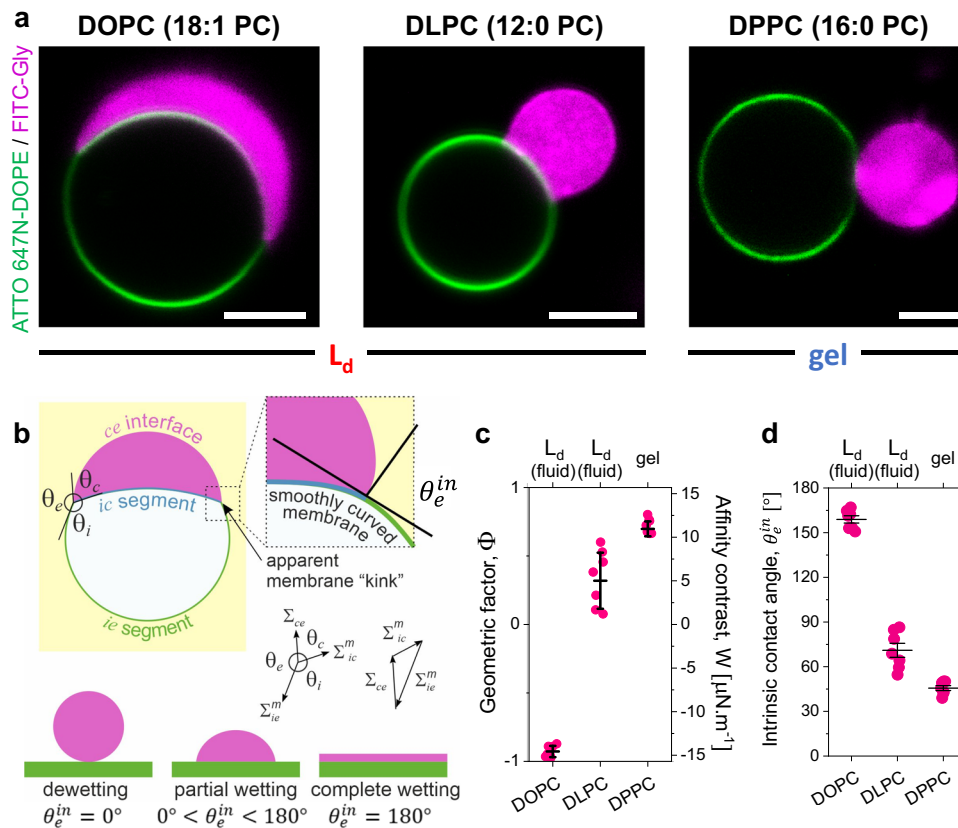 a
DOPC (18:1 PC)
DLPC (12:0 PC)
DPPC (16:0 PC)
ATTO 647N-DOPE / FITC-Gly
L_d
gel
b
ce interface
θ_c
θ_e
ic segment
θ_i
smoothly curved
membrane
θ_e^in
apparent
membrane "kink"
ie segment
Σ_ce
θ_c
θ_e
Σ_ic^m
θ_i
Σ_ie^m
Σ_ic^m
Σ_ce
Σ_ie^m
dewetting
partial wetting
complete wetting
θ_e^in = 0°
0° < θ_e^in < 180°
θ_e^in = 180°
c
L_d
(fluid)
L_d
(fluid)
gel
1
0
-1
Geometric factor, Φ
15
10
5
0
-5
-10
-15
Affinity contrast, W [µN.m⁻¹]
DOPC
DLPC
DPPC
d
L_d
(fluid)
L_d
(fluid)
gel
180
150
120
90
60
30
0
Intrinsic contact angle, θ_e^in [°]
DOPC
DLPC
DPPC